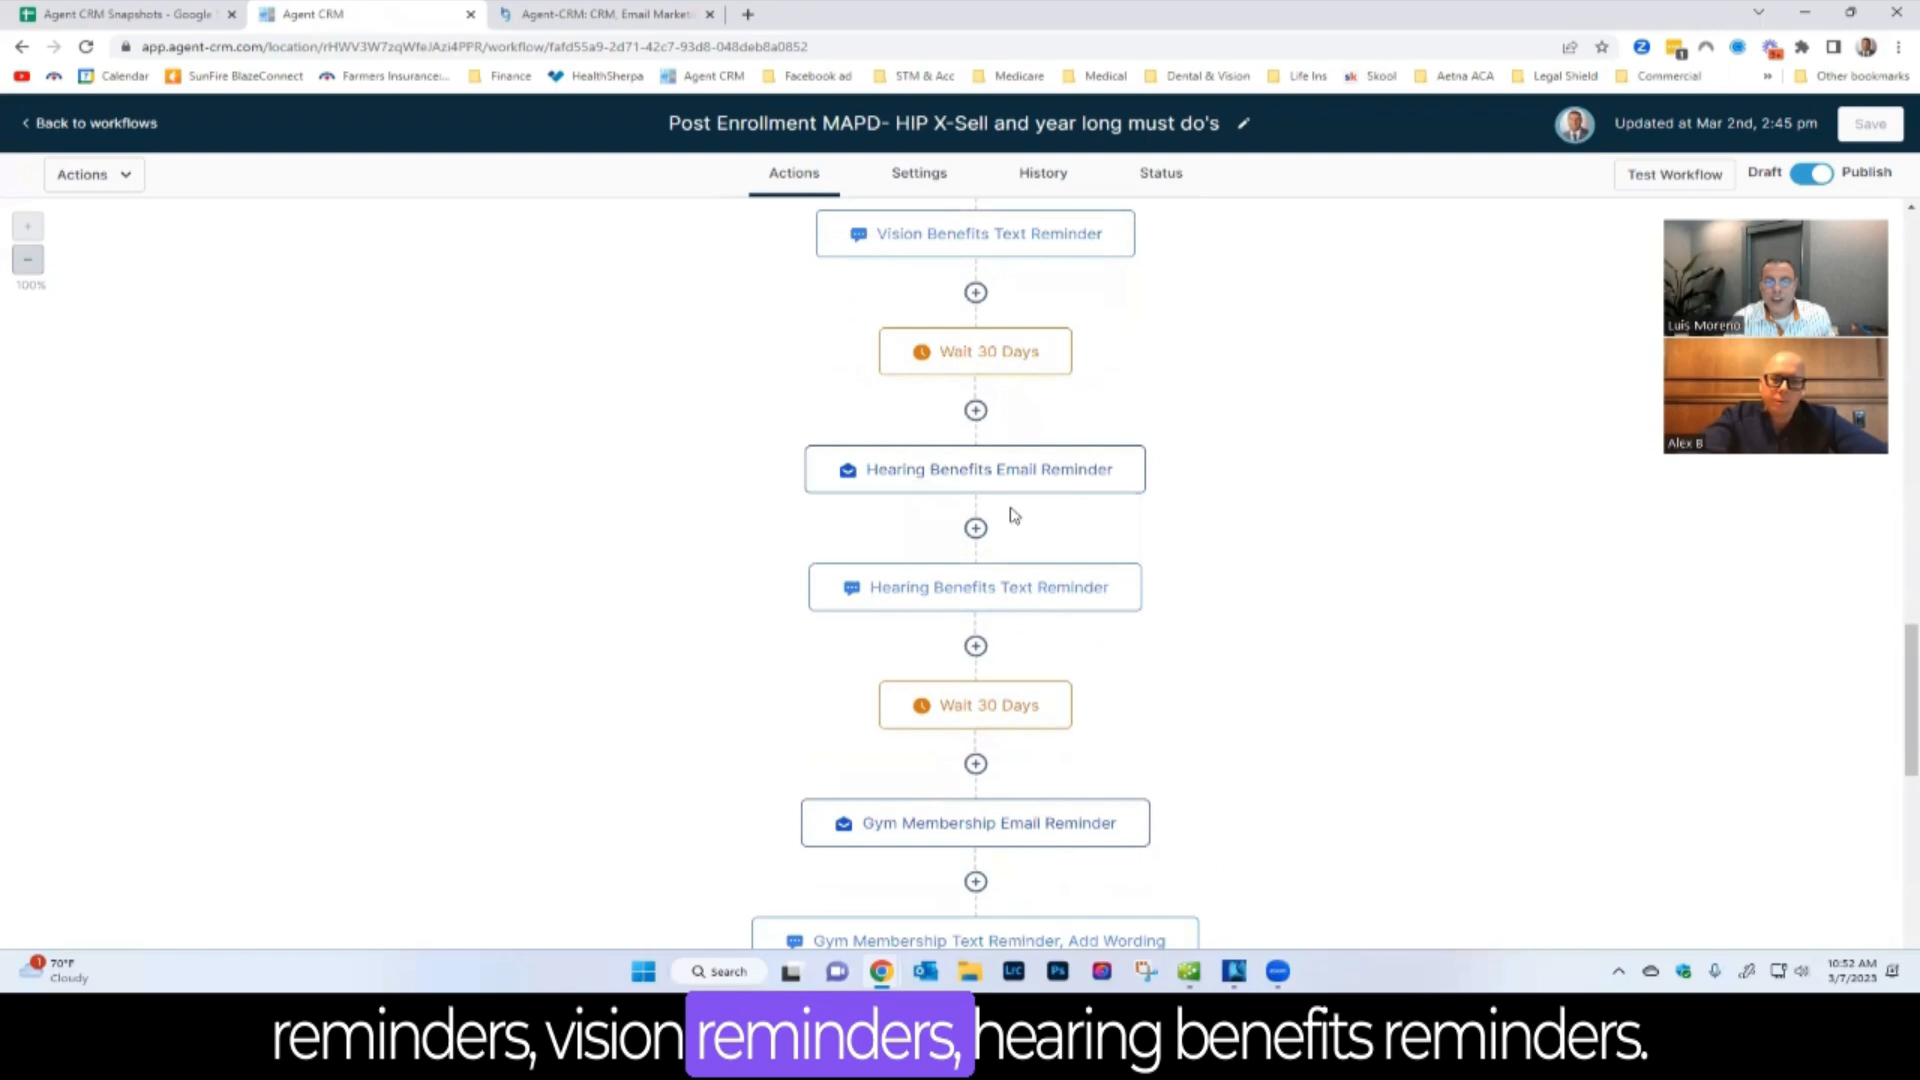 Agent CRM Snapshots - Google
Agent CRM
Agent-CRM: CRM, Email Market
app.agent-crm.com/location/rHWV3W7zqWfeJAzi4PPR/workflow/fafd55a9-2d71-42c7-93d8-048deb8a0852
Calendar
SunFire BlazeConnect
Farmers Insurance:...
Finance
HealthSherpa
Agent CRM
Facebook ad
STM & Acc
Medicare
Medical
Dental & Vision
Life Ins
sk Skool
Aetna ACA
Legal Shield
Commercial
Other bookmarks
Back to workflows
Post Enrollment MAPD- HIP X-Sell and year long must do's
Updated at Mar 2nd, 2:45 pm
Save
Actions
Actions
Settings
History
Status
Test Workflow
Draft
Publish
100%
Vision Benefits Text Reminder
Wait 30 Days
Hearing Benefits Email Reminder
Hearing Benefits Text Reminder
Wait 30 Days
Gym Membership Email Reminder
Gym Membership Text Reminder, Add Wording
Luis Moreno
Alex B
1
70°F
Cloudy
Search
Lrc
Ps
10:52 AM
3/7/2023
reminders, vision reminders, hearing benefits reminders.